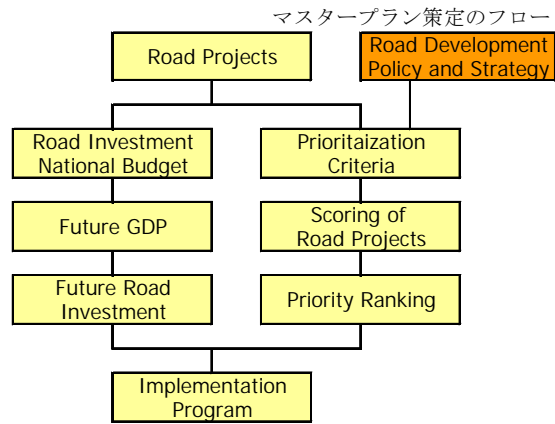 マスタープラン策定のフロー
Road Projects
Road Development
Policy and Strategy
Road Investment
National Budget
Prioritaization
Criteria
Future GDP
Scoring of
Road Projects
Future Road
Investment
Priority Ranking
Implementation
Program